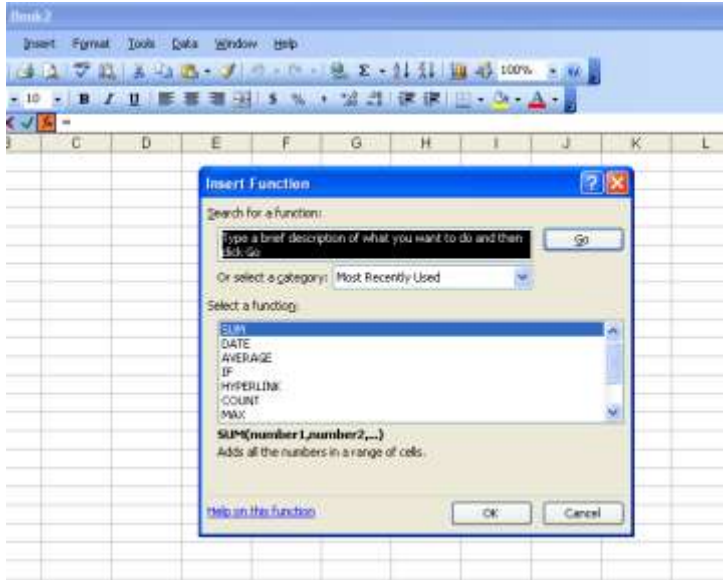 Book2
Insert Format Tools Data Window Help
Σ 100%
10 B I U $ % , A
=
C D E F G H I J K L
Insert Function
Search for a function:
Type a brief description of what you want to do and then
click Go
Go
Or select a category: Most Recently Used
Select a function:
SUM
DATE
AVERAGE
IF
HYPERLINK
COUNT
MAX
SUM(number1,number2,...)
Adds all the numbers in a range of cells.
Help on this function OK Cancel